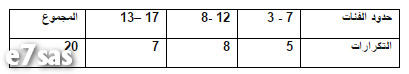 حدود الفئات 3 - 7 8- 12 13– 17 المجموع
التكرارات 5 8 7 20
e7sas